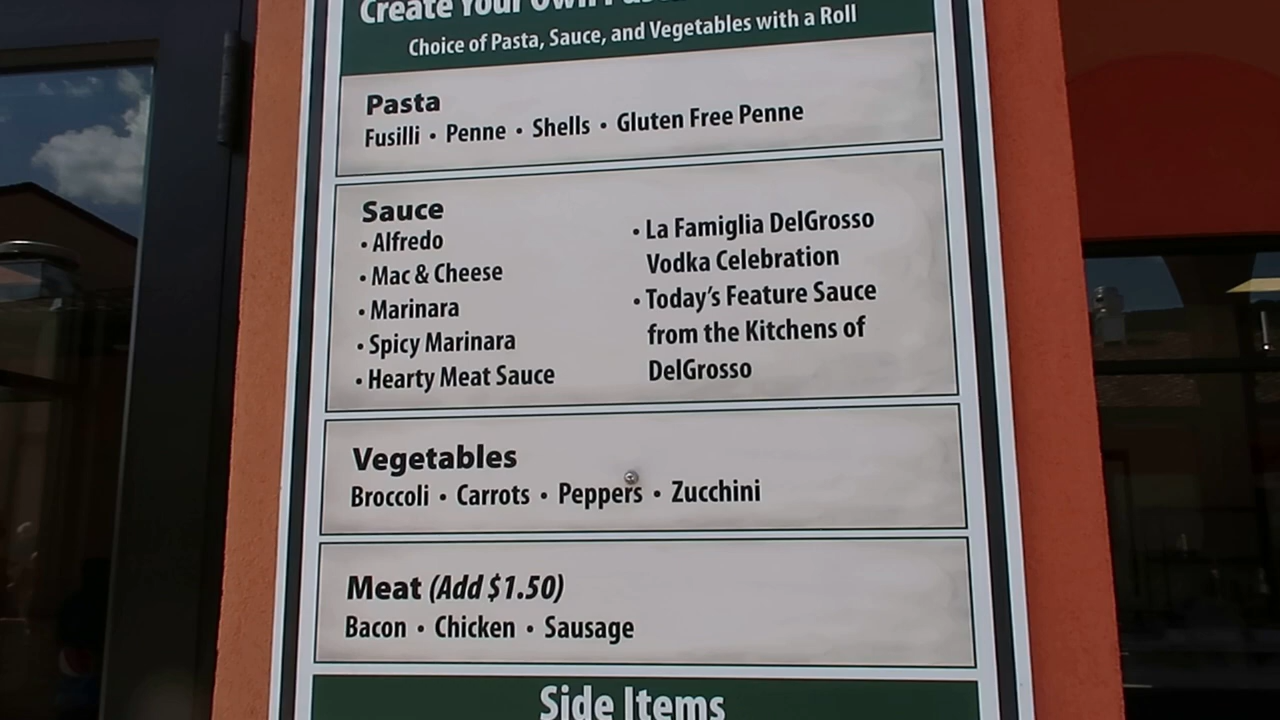 Create Your Own
Choice of Pasta, Sauce, and Vegetables with a Roll
Pasta
Fusilli • Penne • Shells • Gluten Free Penne
Sauce
• Alfredo
• Mac & Cheese
• Marinara
• Spicy Marinara
• Hearty Meat Sauce
• La Famiglia DelGrosso
Vodka Celebration
• Today's Feature Sauce
from the Kitchens of
DelGrosso
Vegetables
Broccoli • Carrots • Peppers • Zucchini
Meat (Add $1.50)
Bacon • Chicken • Sausage
Side Items